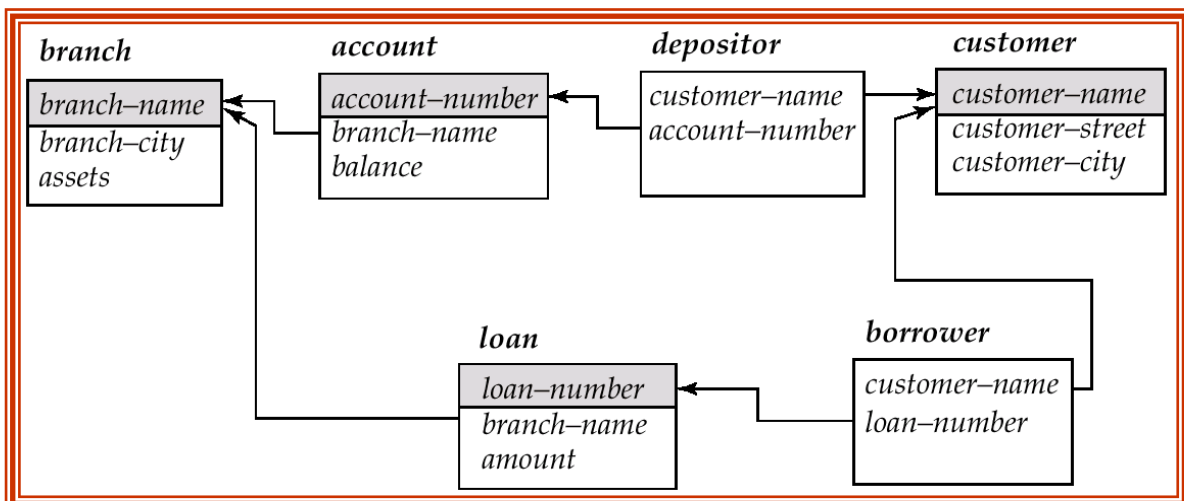 branch
branch–name
branch–city
assets
account
account–number
branch–name
balance
depositor
customer–name
account–number
customer
customer–name
customer–street
customer–city
loan
loan–number
branch–name
amount
borrower
customer–name
loan–number